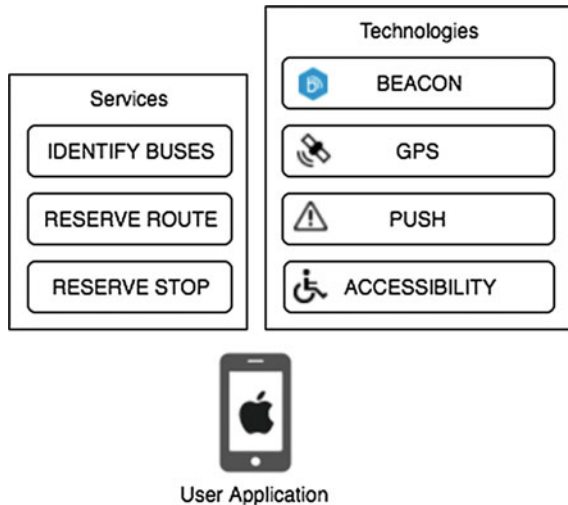 Services
IDENTIFY BUSES
RESERVE ROUTE
RESERVE STOP
Technologies
BEACON
GPS
PUSH
ACCESSIBILITY
User Application